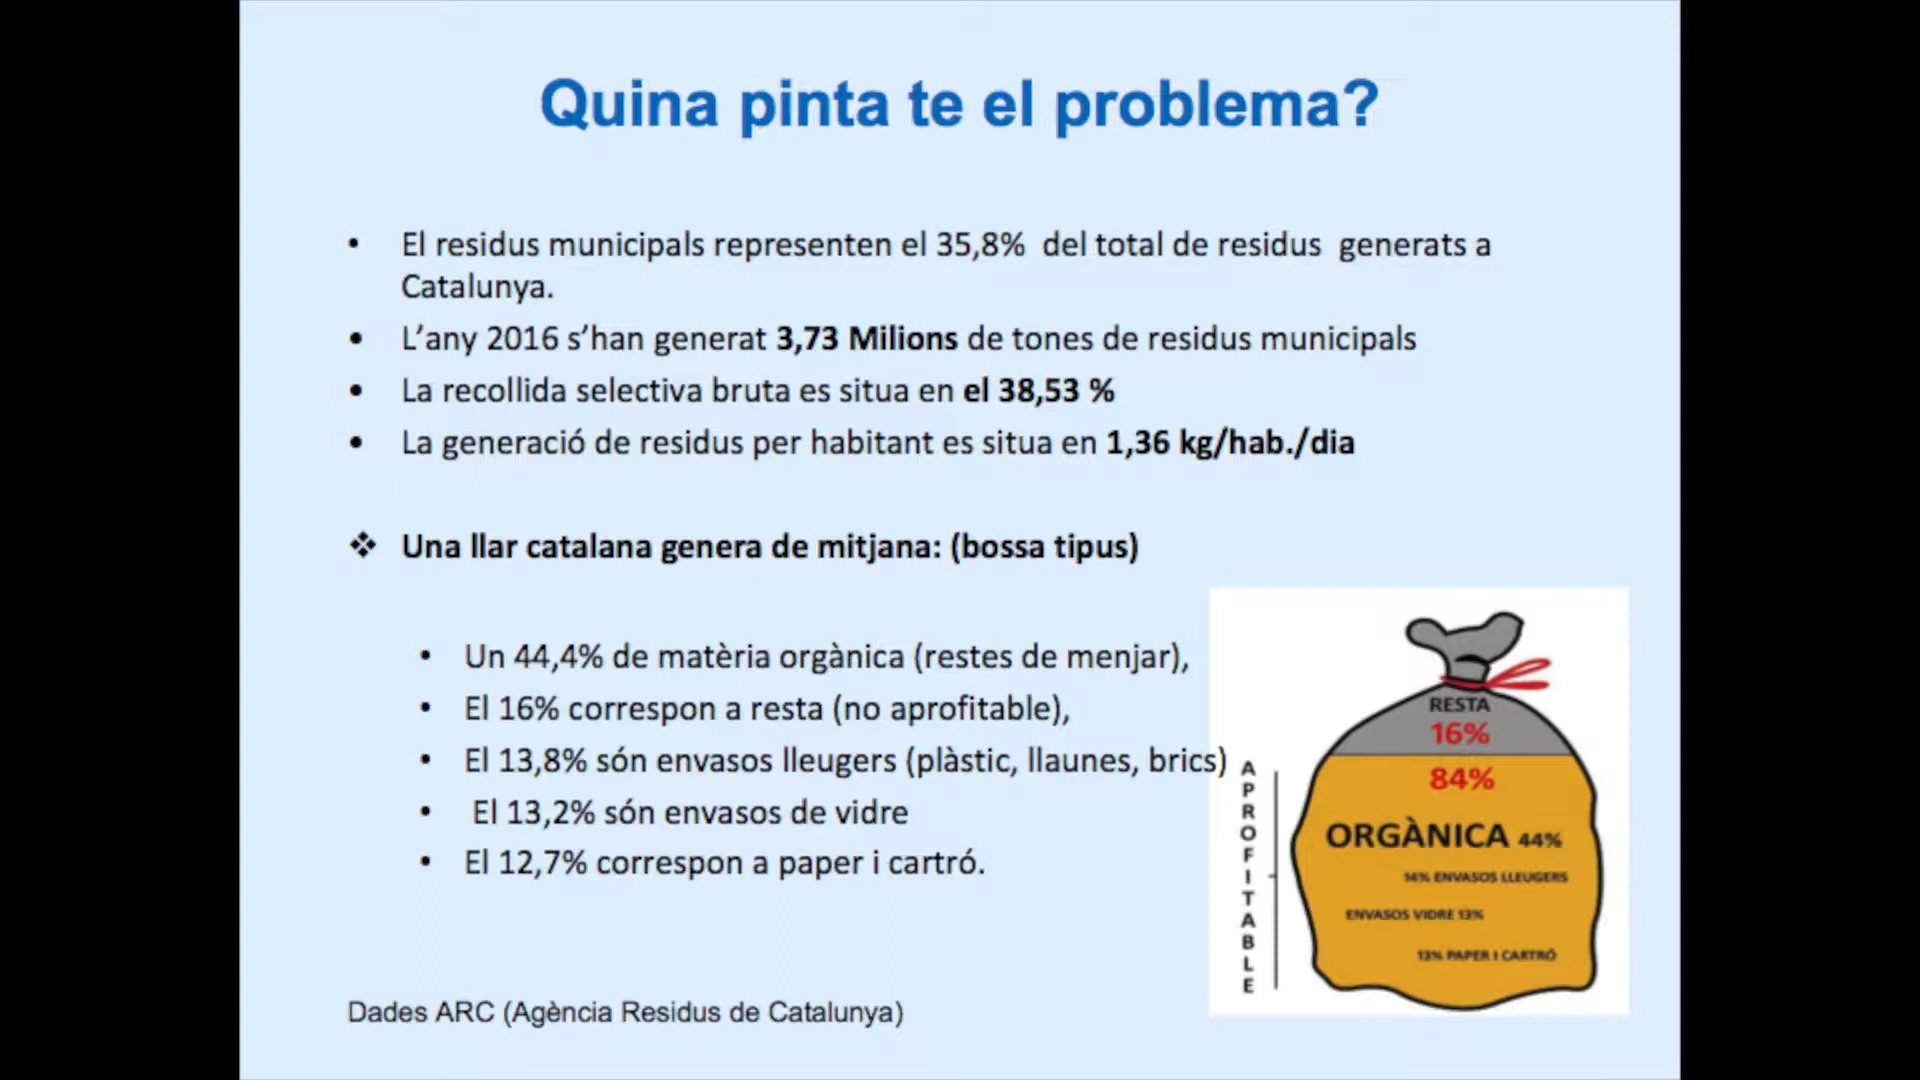 Quina pinta te el problema?
• El residus municipals representen el 35,8% del total de residus generats a
Catalunya.
• L'any 2016 s'han generat 3,73 Milions de tones de residus municipals
• La recollida selectiva bruta es situa en el 38,53 %
• La generació de residus per habitant es situa en 1,36 kg/hab./dia
❖ Una llar catalana genera de mitjana: (bossa tipus)
• Un 44,4% de matèria orgànica (restes de menjar),
• El 16% correspon a resta (no aprofitable),
• El 13,8% són envasos lleugers (plàstic, llaunes, brics)
• El 13,2% són envasos de vidre
• El 12,7% correspon a paper i cartró.
RESTA
16%
84%
ORGÀNICA 44%
14% ENVASOS LLEUGERS
ENVASOS VIDRE 13%
13% PAPER I CARTRÓ
APROFITABLE
Dades ARC (Agència Residus de Catalunya)